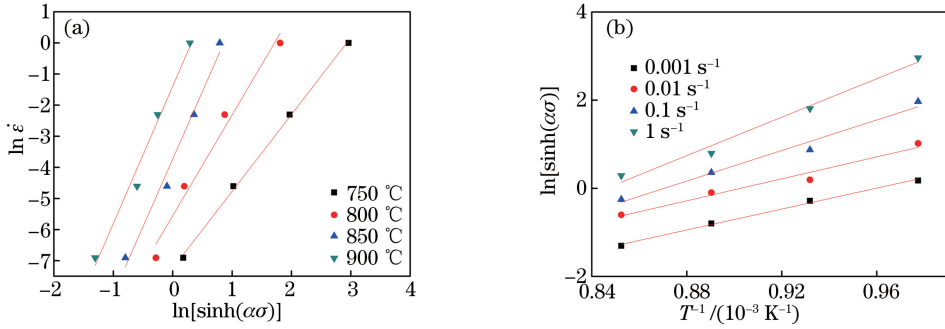 (a)
0
−1
−2
−3
−4
−5
−6
−7
ln ε̇
750 ℃
800 ℃
850 ℃
900 ℃
−2 −1 0 1 2 3 4
ln[sinh(ασ)]
(b)
4
2
0
−2
ln[sinh(ασ)]
0.001 s⁻¹
0.01 s⁻¹
0.1 s⁻¹
1 s⁻¹
0.84 0.88 0.92 0.96
T⁻¹/(10⁻³ K⁻¹)